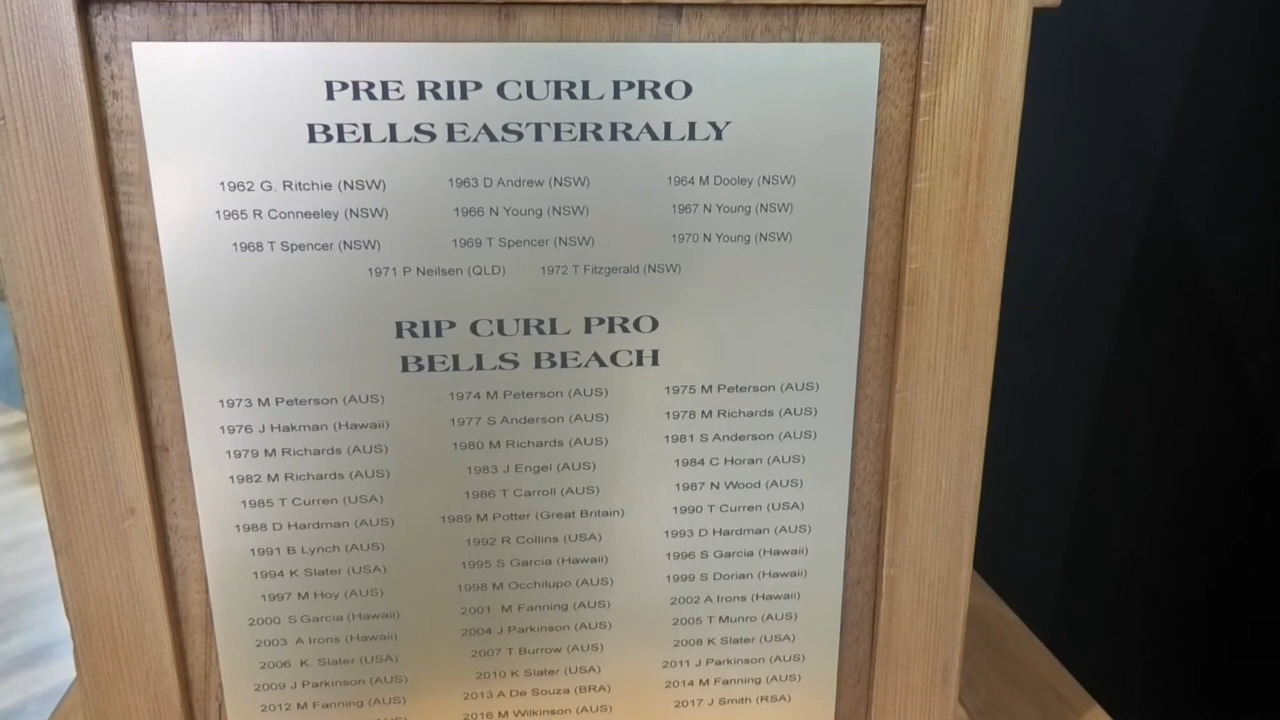 PRE RIP CURL PRO
BELLS EASTER RALLY
1962 G. Ritchie (NSW) 1963 D Andrew (NSW) 1964 M Dooley (NSW)
1965 R Conneeley (NSW) 1966 N Young (NSW) 1967 N Young (NSW)
1968 T Spencer (NSW) 1969 T Spencer (NSW) 1970 N Young (NSW)
1971 P Neilsen (QLD) 1972 T Fitzgerald (NSW)
RIP CURL PRO
BELLS BEACH
1973 M Peterson (AUS) 1974 M Peterson (AUS) 1975 M Peterson (AUS)
1976 J Hakman (Hawaii) 1977 S Anderson (AUS) 1978 M Richards (AUS)
1979 M Richards (AUS) 1980 M Richards (AUS) 1981 S Anderson (AUS)
1982 M Richards (AUS) 1983 J Engel (AUS) 1984 C Horan (AUS)
1985 T Curren (USA) 1986 T Carroll (AUS) 1987 N Wood (AUS)
1988 D Hardman (AUS) 1989 M Potter (Great Britain) 1990 T Curren (USA)
1991 B Lynch (AUS) 1992 R Collins (USA) 1993 D Hardman (AUS)
1994 K Slater (USA) 1995 S Garcia (Hawaii) 1996 S Garcia (Hawaii)
1997 M Hoy (AUS) 1998 M Occhilupo (AUS) 1999 S Dorian (Hawaii)
2000 S Garcia (Hawaii) 2001 M Fanning (AUS) 2002 A Irons (Hawaii)
2003 A Irons (Hawaii) 2004 J Parkinson (AUS) 2005 T Munro (AUS)
2006 K. Slater (USA) 2007 T Burrow (AUS) 2008 K Slater (USA)
2009 J Parkinson (AUS) 2010 K Slater (USA) 2011 J Parkinson (AUS)
2012 M Fanning (AUS) 2013 A De Souza (BRA) 2014 M Fanning (AUS)
2016 M Wilkinson (AUS) 2017 J Smith (RSA)